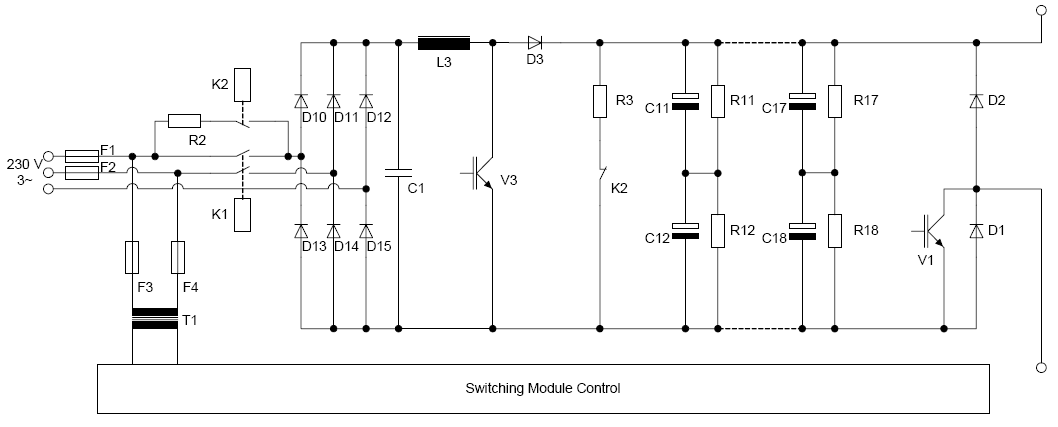 L3
D3
K2
R2
D10
D11
D12
R3
C11
R11
C17
R17
D2
F1
230 V
F2
3~
C1
V3
K2
K1
D13
D14
D15
C12
R12
C18
R18
V1
D1
F3
F4
T1
Switching Module Control